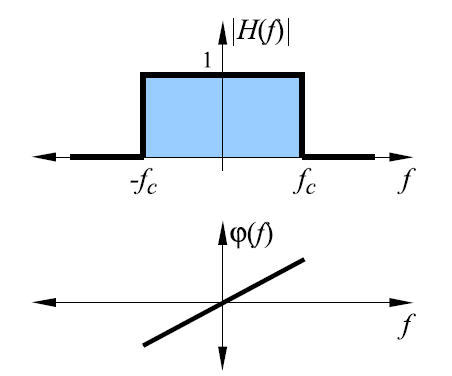 |H(f)|
1
-fc fc f
φ(f)
f